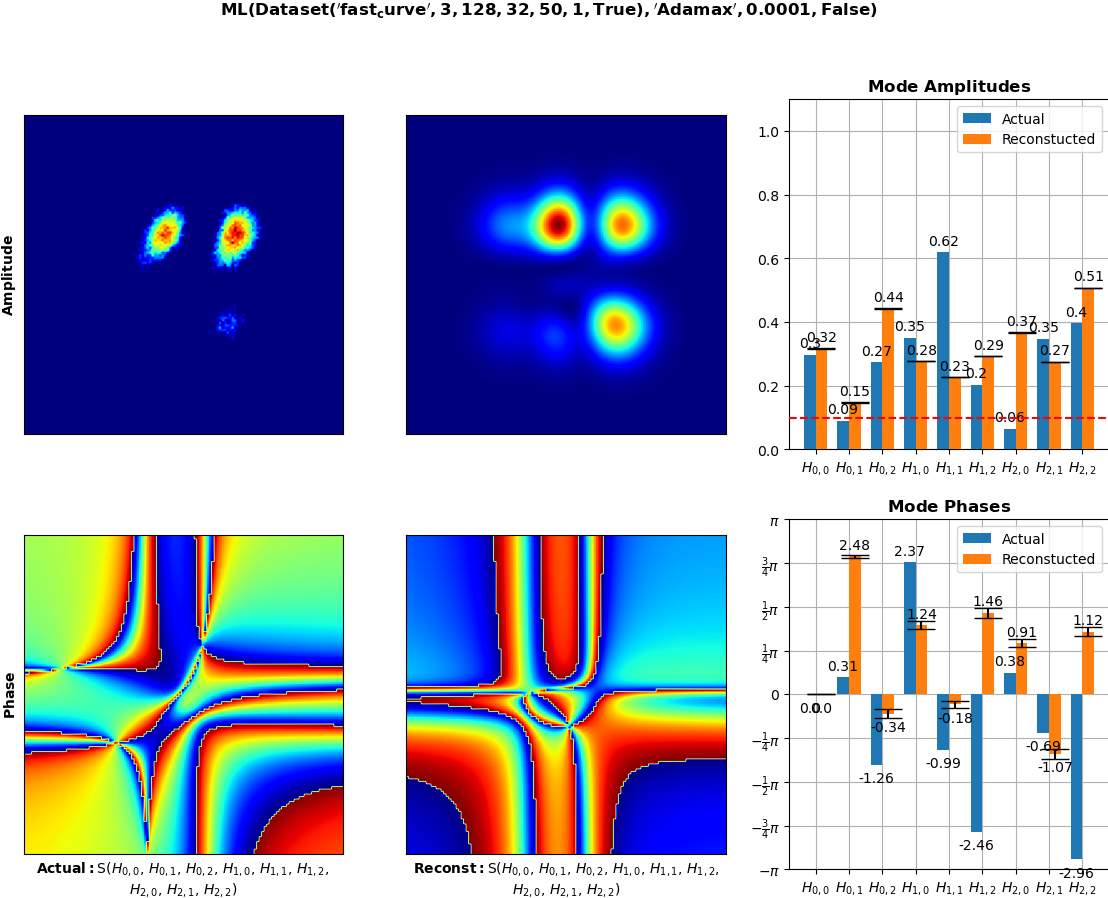 ML(Dataset('fast_curve', 3, 128, 32, 50, 1, True), 'Adamax', 0.0001, False)
Amplitude
Mode Amplitudes
Actual
Reconstucted
1.0
0.8
0.6
0.4
0.2
0.0
0.3
0.32
0.09
0.15
0.27
0.44
0.35
0.28
0.62
0.23
0.2
0.29
0.06
0.37
0.35
0.27
0.4
0.51
H0,0 H0,1 H0,2 H1,0 H1,1 H1,2 H2,0 H2,1 H2,2
Phase
Actual: S(H0,0, H0,1, H0,2, H1,0, H1,1, H1,2,
H2,0, H2,1, H2,2)
Reconst: S(H0,0, H0,1, H0,2, H1,0, H1,1, H1,2,
H2,0, H2,1, H2,2)
Mode Phases
Actual
Reconstucted
π
3/4π
1/2π
1/4π
0
−1/4π
−1/2π
−3/4π
−π
0.0
0.0
0.31
2.48
-1.26
-0.34
2.37
1.24
-0.99
-0.18
-2.46
1.46
0.38
0.91
-0.69
-1.07
-2.96
1.12
H0,0 H0,1 H0,2 H1,0 H1,1 H1,2 H2,0 H2,1 H2,2